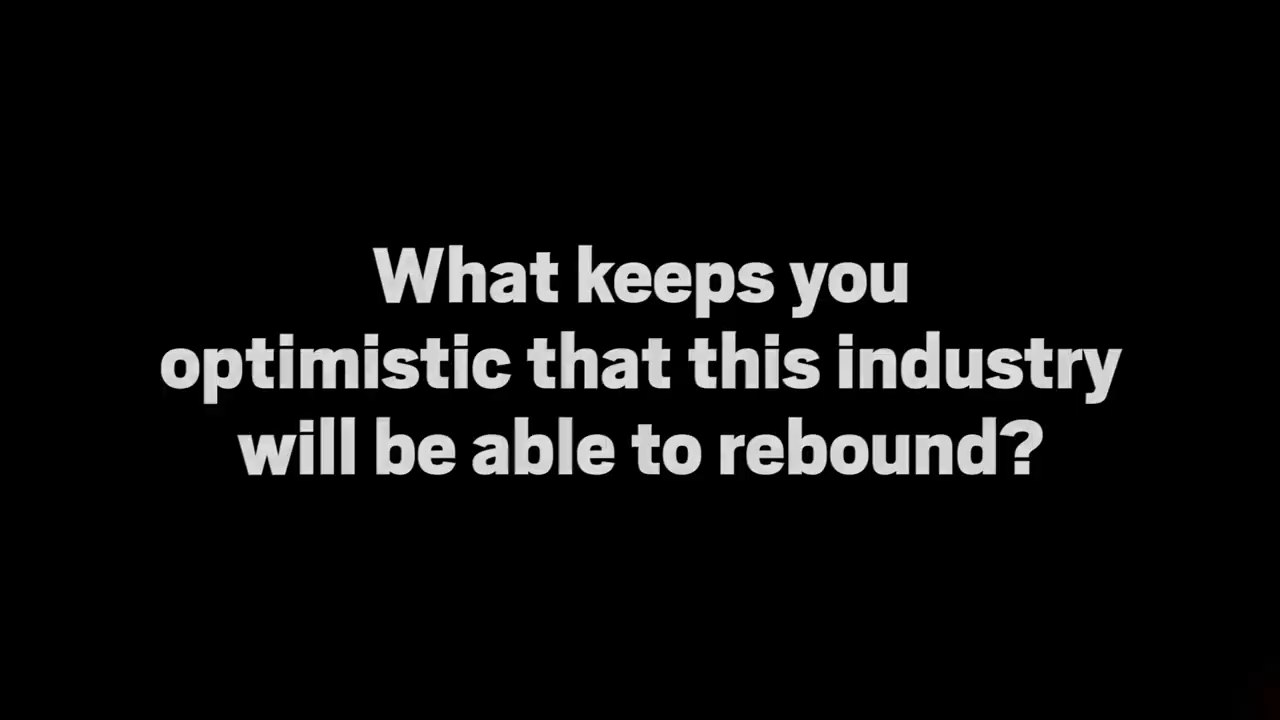 What keeps you
optimistic that this industry
will be able to rebound?